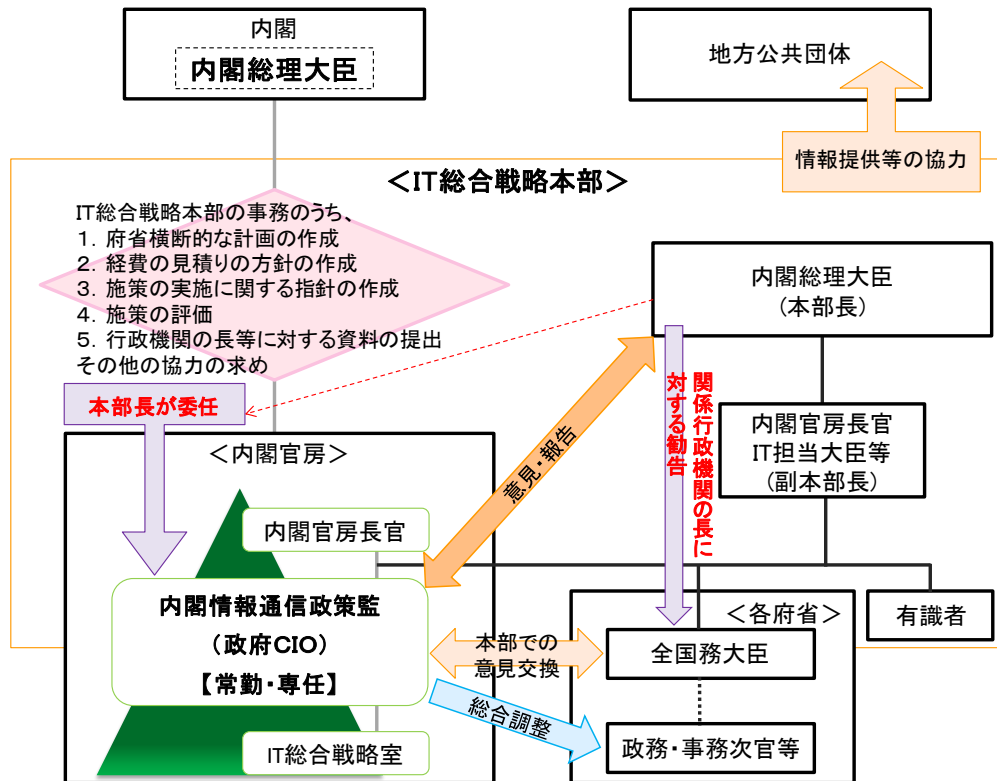 内閣
内閣総理大臣
地方公共団体
情報提供等の協力
＜IT総合戦略本部＞
IT総合戦略本部の事務のうち、
1．府省横断的な計画の作成
2．経費の見積りの方針の作成
3．施策の実施に関する指針の作成
4．施策の評価
5．行政機関の長等に対する資料の提出
その他の協力の求め
内閣総理大臣
(本部長)
本部長が委任
関係行政機関の長に
対する勧告
内閣官房長官
IT担当大臣等
(副本部長)
意見・報告
＜内閣官房＞
内閣官房長官
内閣情報通信政策監
(政府CIO)
【常勤・専任】
IT総合戦略室
本部での
意見交換
総合調整
＜各府省＞
全国務大臣
政務・事務次官等
有識者